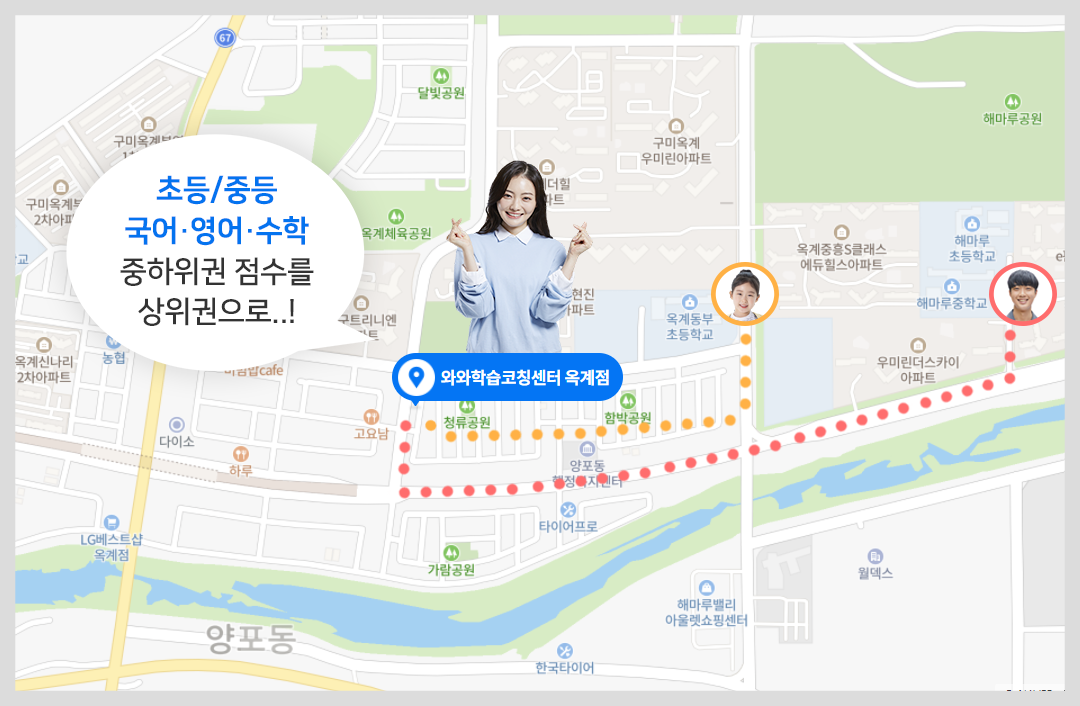 67
달빛공원
해마루공원
구미옥계
우미린아파트
초등/중등
국어·영어·수학
중하위권 점수를
상위권으로..!
2차아파트
옥계체육공원
옥계중흥S클래스
에듀힐스아파트
해마루
초등학교
해마루중학교
옥계동부
초등학교
옥계신나리
2차아파트
농협
우미린더스카이
아파트
와와학습코칭센터 옥계점
청류공원
함박공원
고요남
다이소
하루
양포동
행정복지센터
타이어프로
LG베스트샵
옥계점
가람공원
월덱스
해마루밸리
아울렛쇼핑센터
양포동
한국타이어